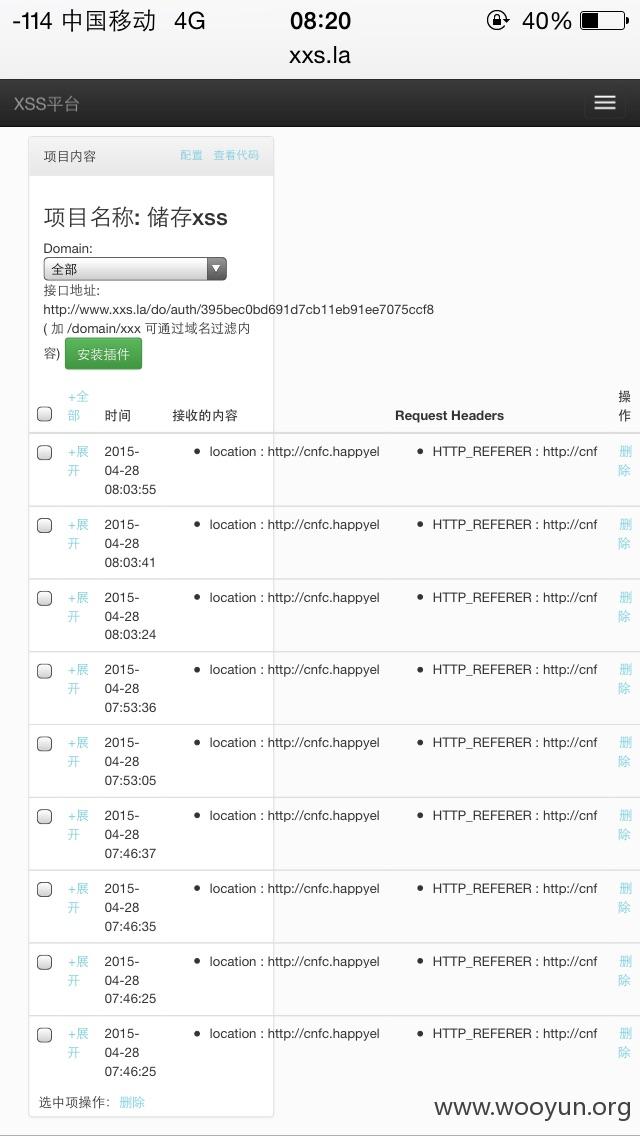 -114 中国移动 4G 08:20 40%
xxs.la
XSS平台
项目内容 配置 查看代码
项目名称: 储存xss
Domain:
全部
接口地址:
http://www.xxs.la/do/auth/395bec0bd691d7cb11eb91ee7075ccf8
( 加 /domain/xxx 可通过域名过滤内
容) 安装插件
+全 操
部 时间 接收的内容 Request Headers 作
+展 2015- location : http://cnfc.happyel HTTP_REFERER : http://cnf 删
开 04-28 除
08:03:55
+展 2015- location : http://cnfc.happyel HTTP_REFERER : http://cnf 删
开 04-28 除
08:03:41
+展 2015- location : http://cnfc.happyel HTTP_REFERER : http://cnf 删
开 04-28 除
08:03:24
+展 2015- location : http://cnfc.happyel HTTP_REFERER : http://cnf 删
开 04-28 除
07:53:36
+展 2015- location : http://cnfc.happyel HTTP_REFERER : http://cnf 删
开 04-28 除
07:53:05
+展 2015- location : http://cnfc.happyel HTTP_REFERER : http://cnf 删
开 04-28 除
07:46:37
+展 2015- location : http://cnfc.happyel HTTP_REFERER : http://cnf 删
开 04-28 除
07:46:35
+展 2015- location : http://cnfc.happyel HTTP_REFERER : http://cnf 删
开 04-28 除
07:46:25
+展 2015- location : http://cnfc.happyel HTTP_REFERER : http://cnf 删
开 04-28 除
07:46:25
选中项操作: 删除
www.wooyun.org